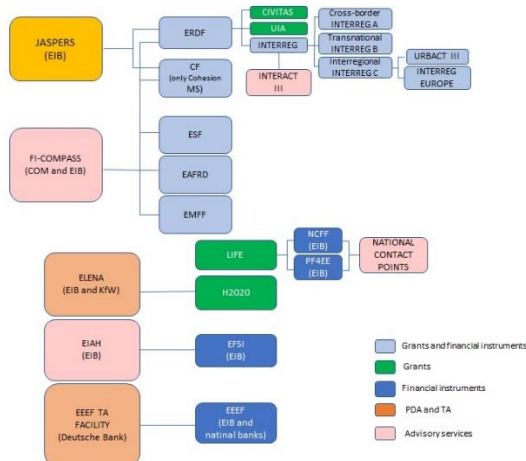 JASPERS
(EIB)
ERDF
CIVITAS
UIA
INTERREG
Cross-border
INTERREG A
Transnational
INTERREG B
Interregional
INTERREG C
URBACT III
INTERREG
EUROPE
CF
(only Cohesion
MS)
INTERACT
III
FI-COMPASS
(COM and EIB)
ESF
EAFRD
EMFF
ELENA
(EIB and KfW)
LIFE
H2020
NCFF
(EIB)
PF4EE
(EIB)
NATIONAL
CONTACT
POINTS
EIAH
(EIB)
EFSI
(EIB)
EEEF TA
FACILITY
(Deutsche Bank)
EEEF
(EIB and
natinal banks)
Grants and financial instruments
Grants
Financial instruments
PDA and TA
Advisory services